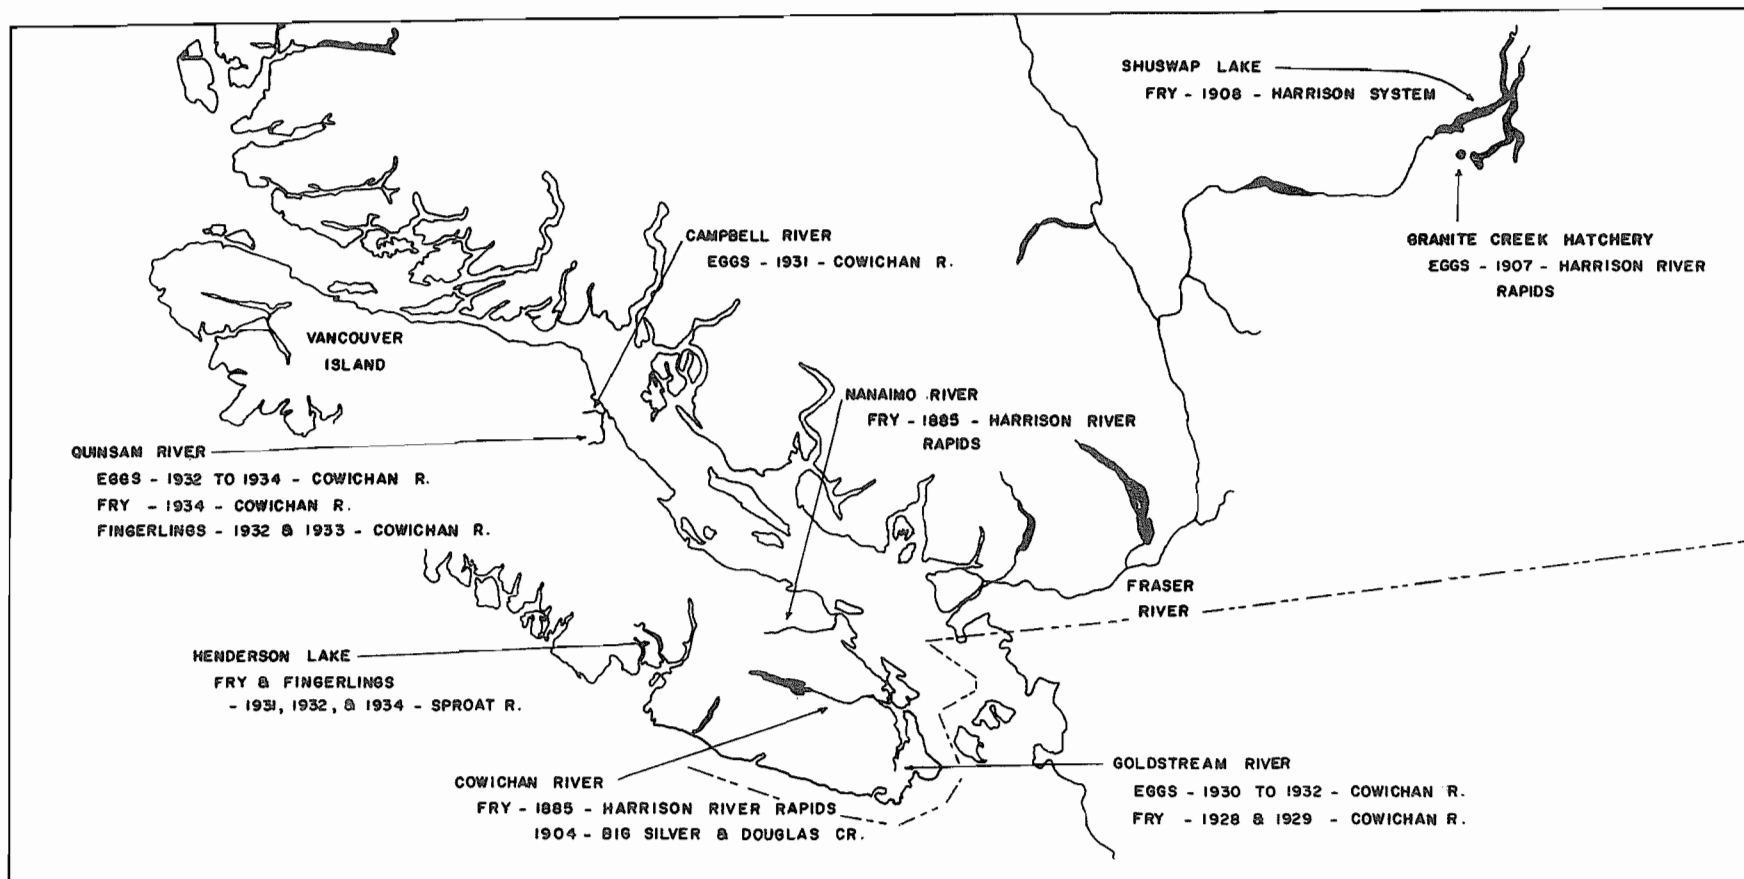 SHUSWAP LAKE
FRY - 1908 - HARRISON SYSTEM
GRANITE CREEK HATCHERY
EGGS - 1907 - HARRISON RIVER
RAPIDS
CAMPBELL RIVER
EGGS - 1931 - COWICHAN R.
VANCOUVER
ISLAND
NANAIMO RIVER
FRY - 1885 - HARRISON RIVER
RAPIDS
QUINSAM RIVER
EGGS - 1932 TO 1934 - COWICHAN R.
FRY - 1934 - COWICHAN R.
FINGERLINGS - 1932 & 1933 - COWICHAN R.
FRASER
RIVER
HENDERSON LAKE
FRY & FINGERLINGS
- 1931, 1932, & 1934 - SPROAT R.
COWICHAN RIVER
FRY - 1885 - HARRISON RIVER RAPIDS
1904 - BIG SILVER & DOUGLAS CR.
GOLDSTREAM RIVER
EGGS - 1930 TO 1932 - COWICHAN R.
FRY - 1928 & 1929 - COWICHAN R.